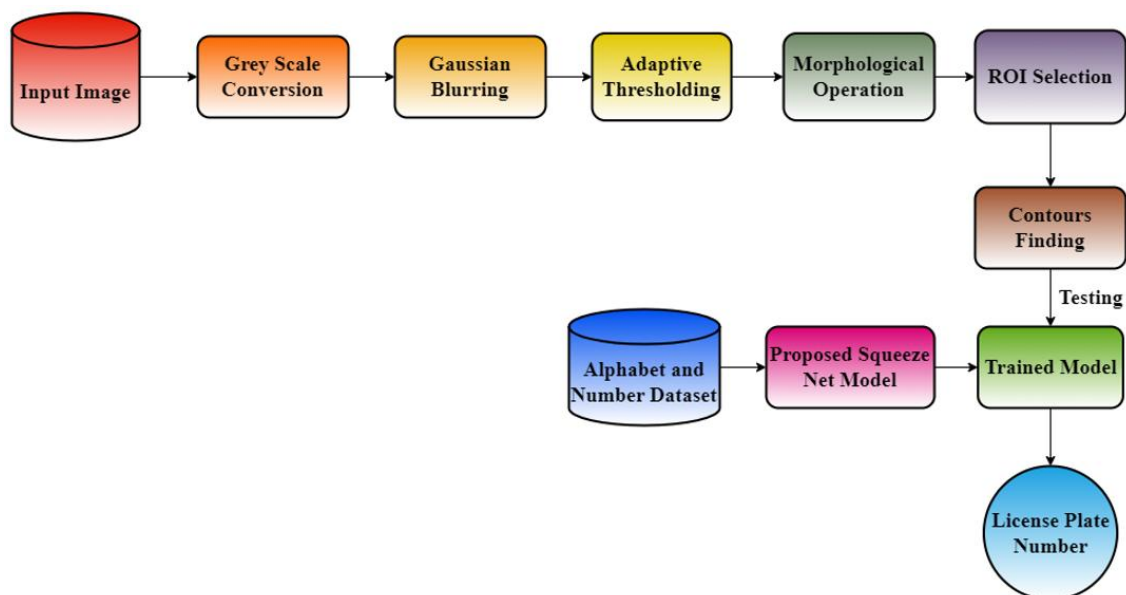 Input Image
Grey Scale
Conversion
Gaussian
Blurring
Adaptive
Thresholding
Morphological
Operation
ROI Selection
Contours
Finding
Testing
Alphabet and
Number Dataset
Proposed Squeeze
Net Model
Trained Model
License Plate
Number